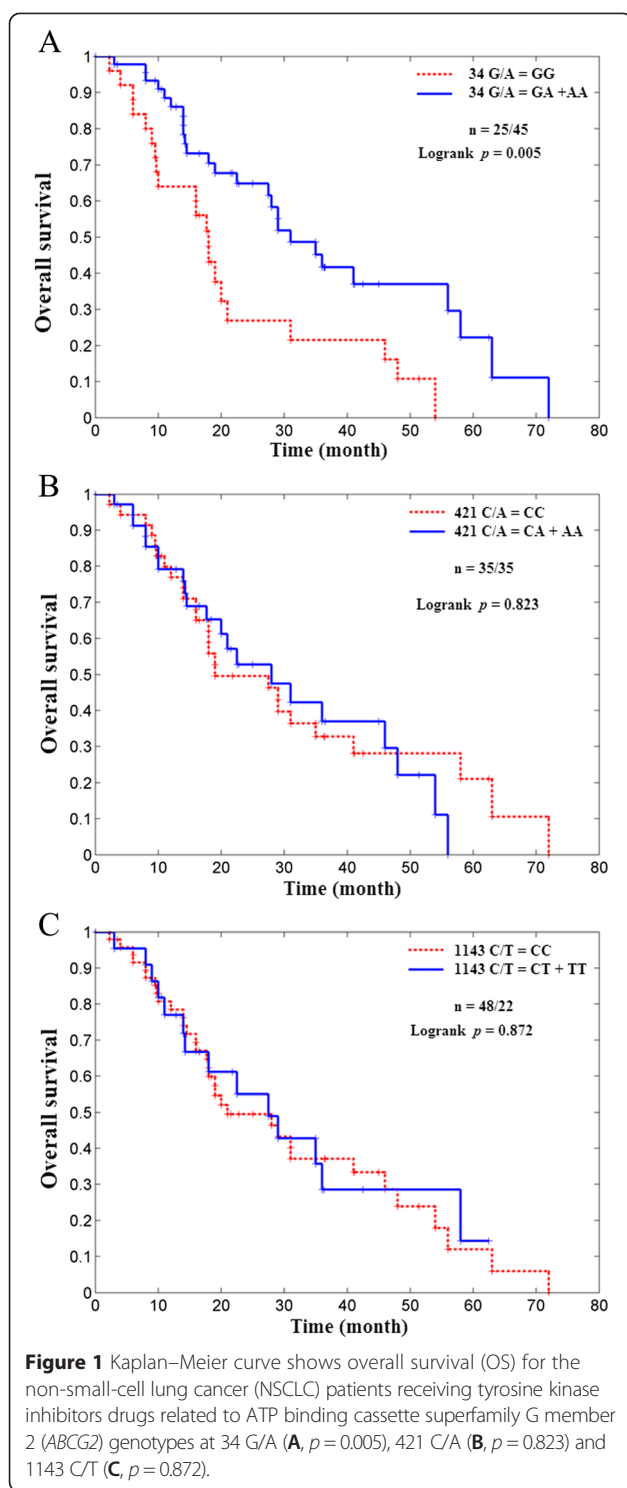 A
34 G/A = GG
34 G/A = GA +AA
n = 25/45
Logrank p = 0.005
Overall survival
1
0.9
0.8
0.7
0.6
0.5
0.4
0.3
0.2
0.1
0
0 10 20 30 40 50 60 70 80
Time (month)
B
421 C/A = CC
421 C/A = CA + AA
n = 35/35
Logrank p = 0.823
Overall survival
1
0.9
0.8
0.7
0.6
0.5
0.4
0.3
0.2
0.1
0
0 10 20 30 40 50 60 70 80
Time (month)
C
1143 C/T = CC
1143 C/T = CT + TT
n = 48/22
Logrank p = 0.872
Overall survival
1
0.9
0.8
0.7
0.6
0.5
0.4
0.3
0.2
0.1
0
0 10 20 30 40 50 60 70 80
Time (month)
Figure 1 Kaplan–Meier curve shows overall survival (OS) for the
non-small-cell lung cancer (NSCLC) patients receiving tyrosine kinase
inhibitors drugs related to ATP binding cassette superfamily G member
2 (ABCG2) genotypes at 34 G/A (A, p = 0.005), 421 C/A (B, p = 0.823) and
1143 C/T (C, p = 0.872).